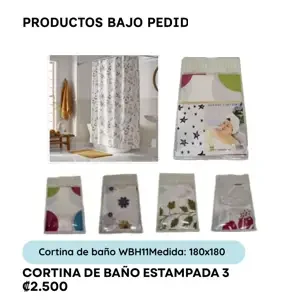 PRODUCTOS BAJO PEDID
Cortina de baño WBH11Medida: 180x180
CORTINA DE BAÑO ESTAMPADA 3
₡2.500